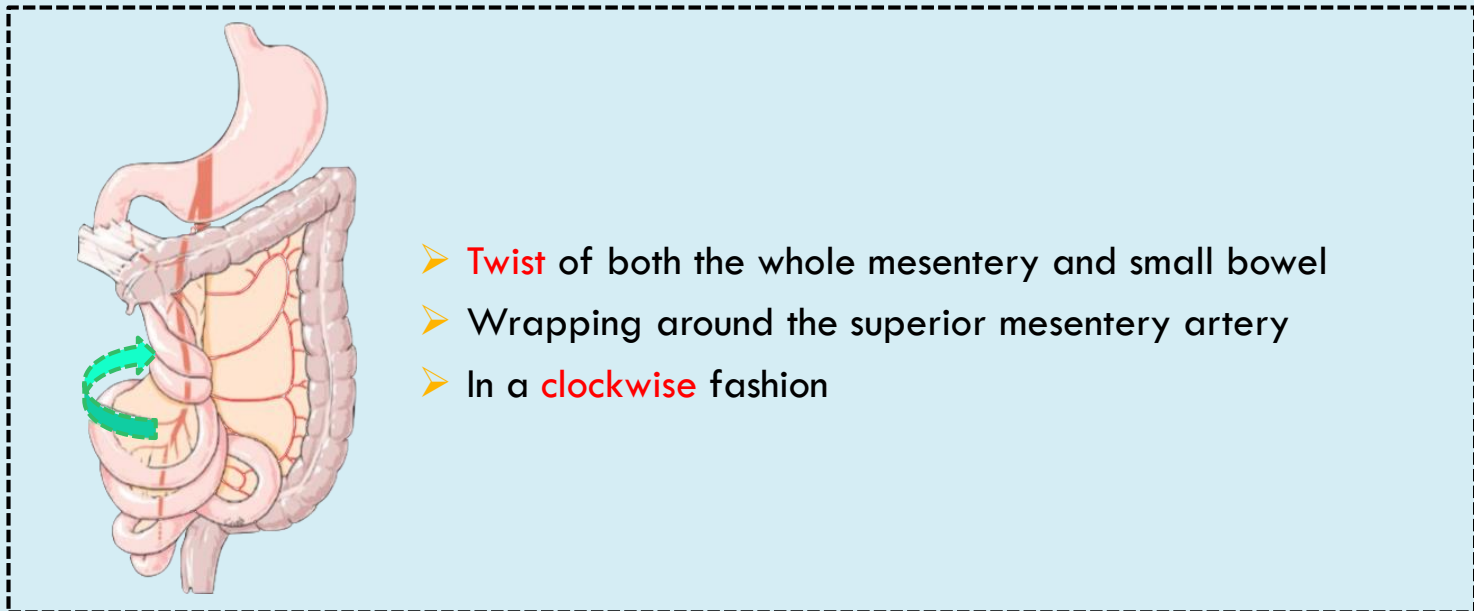 ➢ Twist of both the whole mesentery and small bowel
➢ Wrapping around the superior mesentery artery
➢ In a clockwise fashion